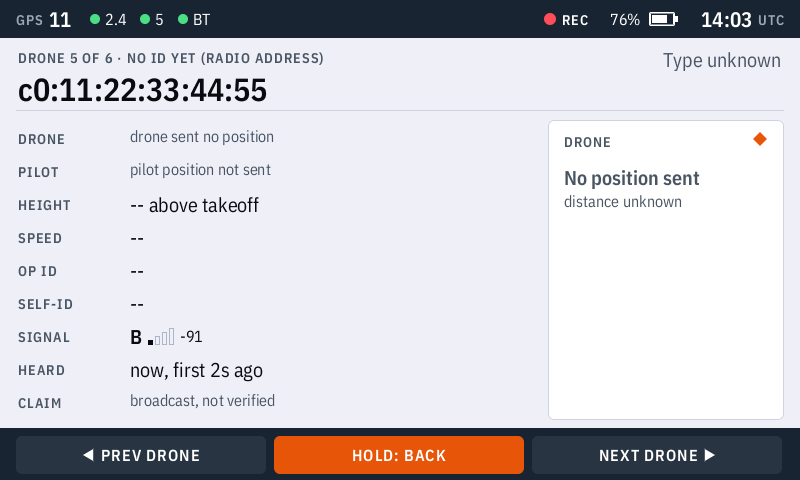 GPS 11 2.4 5 BT REC 76% 14:03 UTC
DRONE 5 OF 6 · NO ID YET (RADIO ADDRESS)
Type unknown
c0:11:22:33:44:55
DRONE drone sent no position
PILOT pilot position not sent
HEIGHT -- above takeoff
SPEED --
OP ID --
SELF-ID --
SIGNAL B -91
HEARD now, first 2s ago
CLAIM broadcast, not verified
DRONE
No position sent
distance unknown
PREV DRONE
HOLD: BACK
NEXT DRONE